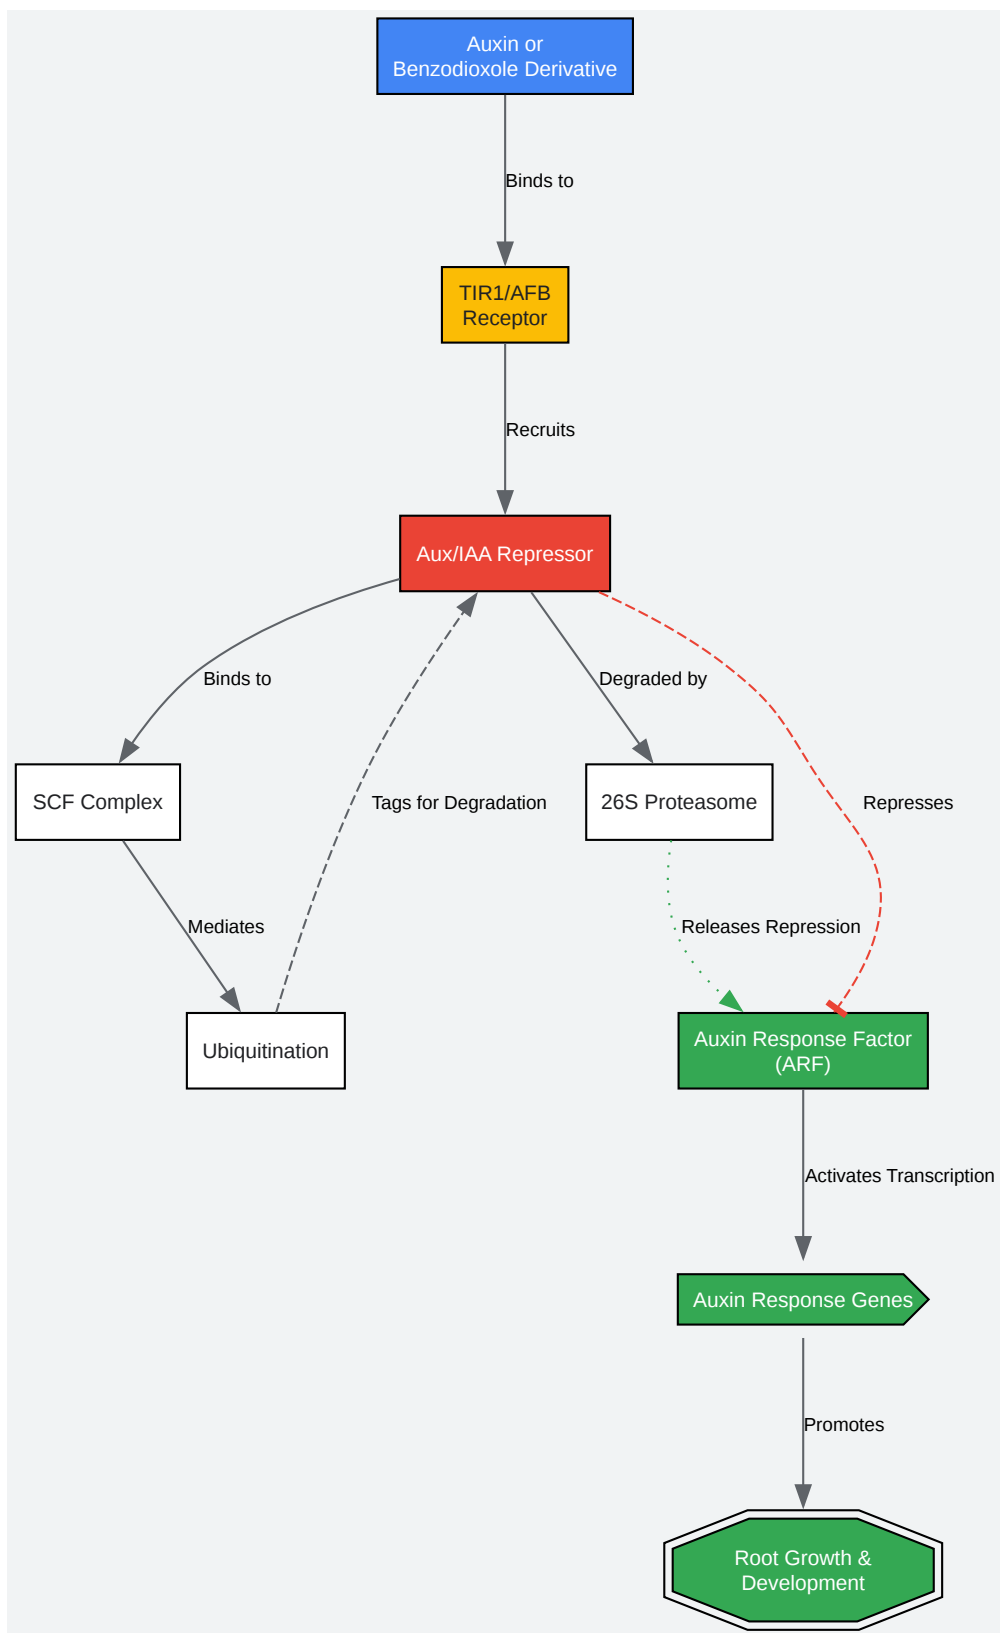 Auxin or
Benzodioxole Derivative
Binds to
TIR1/AFB
Receptor
Recruits
Aux/IAA Repressor
Binds to
Degraded by
SCF Complex
Tags for Degradation
26S Proteasome
Represses
Mediates
Releases Repression
Ubiquitination
Auxin Response Factor
(ARF)
Activates Transcription
Auxin Response Genes
Promotes
Root Growth &
Development